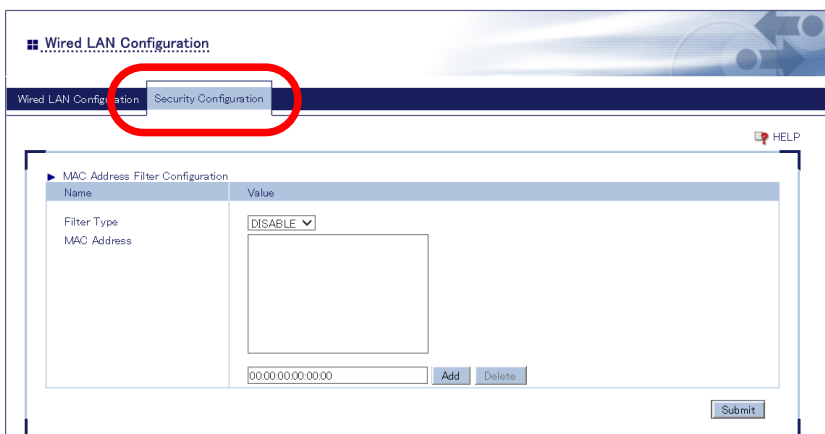 Wired LAN Configuration
Wired LAN Configuration Security Configuration
HELP
MAC Address Filter Configuration
Name Value
Filter Type DISABLE
MAC Address
00:00:00:00:00:00 Add Delete
Submit